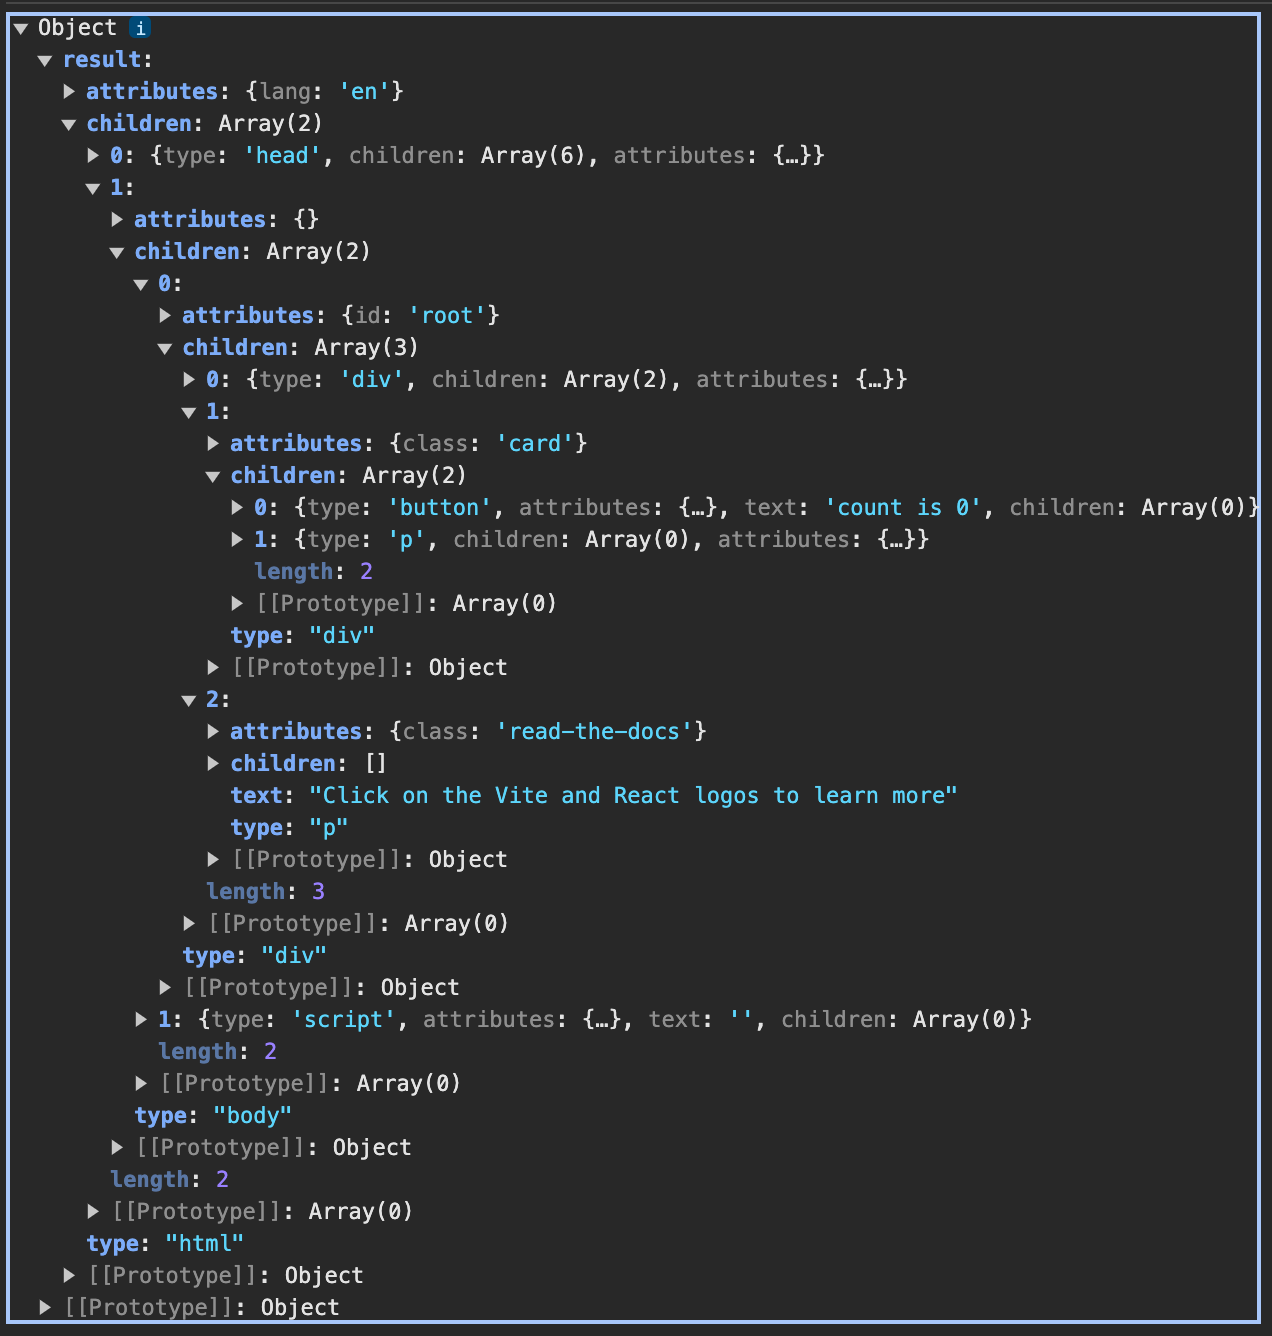 Object i
result:
attributes: {lang: 'en'}
children: Array(2)
0: {type: 'head', children: Array(6), attributes: {…}}
1:
attributes: {}
children: Array(2)
0:
attributes: {id: 'root'}
children: Array(3)
0: {type: 'div', children: Array(2), attributes: {…}}
1:
attributes: {class: 'card'}
children: Array(2)
0: {type: 'button', attributes: {…}, text: 'count is 0', children: Array(0)}
1: {type: 'p', children: Array(0), attributes: {…}}
length: 2
[[Prototype]]: Array(0)
type: "div"
[[Prototype]]: Object
2:
attributes: {class: 'read-the-docs'}
children: []
text: "Click on the Vite and React logos to learn more"
type: "p"
[[Prototype]]: Object
length: 3
[[Prototype]]: Array(0)
type: "div"
[[Prototype]]: Object
1: {type: 'script', attributes: {…}, text: '', children: Array(0)}
length: 2
[[Prototype]]: Array(0)
type: "body"
[[Prototype]]: Object
length: 2
[[Prototype]]: Array(0)
type: "html"
[[Prototype]]: Object
[[Prototype]]: Object